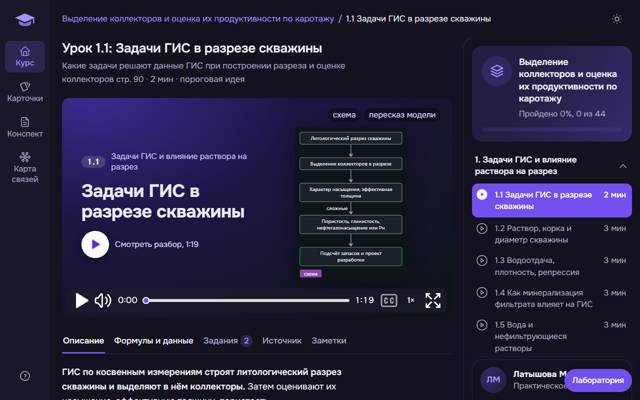 Выделение коллекторов и оценка их продуктивности по каротажу / 1.1 Задачи ГИС в разрезе скважины
Курс
Карточки
Конспект
Карта
связей
Урок 1.1: Задачи ГИС в разрезе скважины
Какие задачи решают данные ГИС при построении разреза и оценке
коллекторов стр. 90 · 2 мин · пороговая идея
схема
пересказ модели
1.1
Задачи ГИС и влияние раствора на
разрез
Задачи ГИС в
разрезе скважины
Смотреть разбор, 1:19
Литологический разрез скважины
Выделение коллекторов в разрезе
Характер насыщения, эффективная
толщина
сложные
Пористость, глинистость,
нефтегазонасыщение или Рн
Подсчёт запасов и проект
разработки
схема
0:00
1:19
CC
1×
Описание
Формулы и данные
Задания 2
Источник
Заметки
ГИС по косвенным измерениям строят литологический разрез
скважины и выделяют в нём коллекторы. Затем оценивают их
Выделение
коллекторов и оценка
их продуктивности по
каротажу
Пройдено 0%, 0 из 44
1. Задачи ГИС и влияние
раствора на разрез
1.1 Задачи ГИС в разрезе
скважины
2 мин
1.2 Раствор, корка и
диаметр скважины
3 мин
1.3 Водоотдача,
плотность, репрессия
3 мин
1.4 Как минерализация
фильтрата влияет на ГИС
3 мин
1.5 Вода и
нефильтрующиеся
растворы
3 мин
ЛМ
Латыпова М
Практическо
Лаборатория